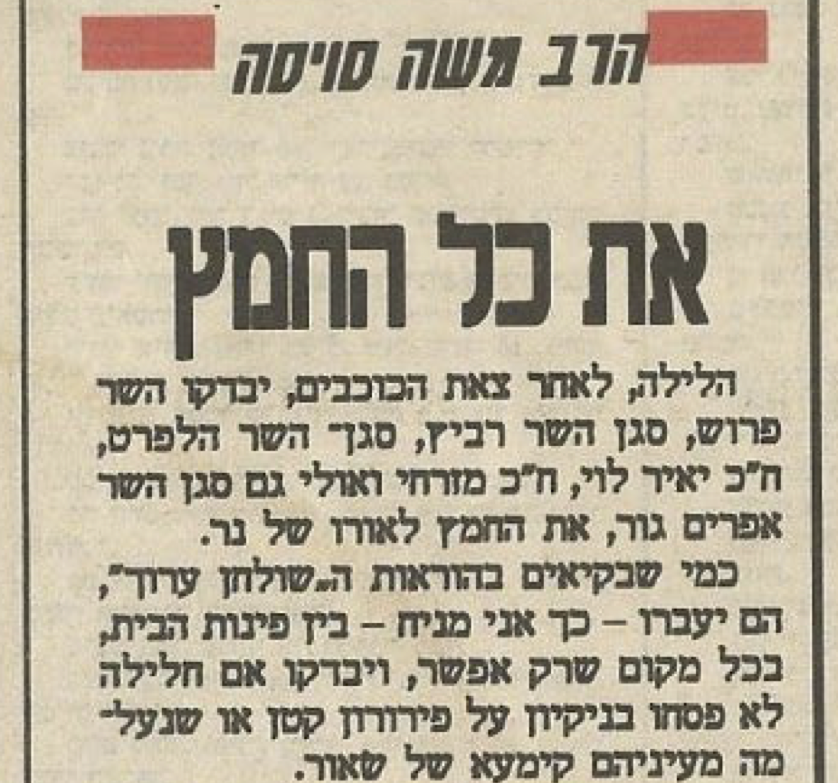 הרב משה סויסה
את כל החמץ
הלילה, לאחר צאת הכוכבים, יבדקו השר
פרוש, סגן השר רביץ, סגן־ השר הלפרט,
ח"כ יאיר לוי, ח"כ מזרחי ואולי גם סגן השר
אפרים גור, את החמץ לאורו של נר.
כמי שבקיאים בהוראות ה„שולחן ערוך",
הם יעברו – כך אני מניח – בין פינות הבית,
בכל מקום שרק אפשר, ויבדקו אם חלילה
לא פסחו בניקיון על פירורון קטן או שנעל־
מה מעיניהם קימעא של שאור.